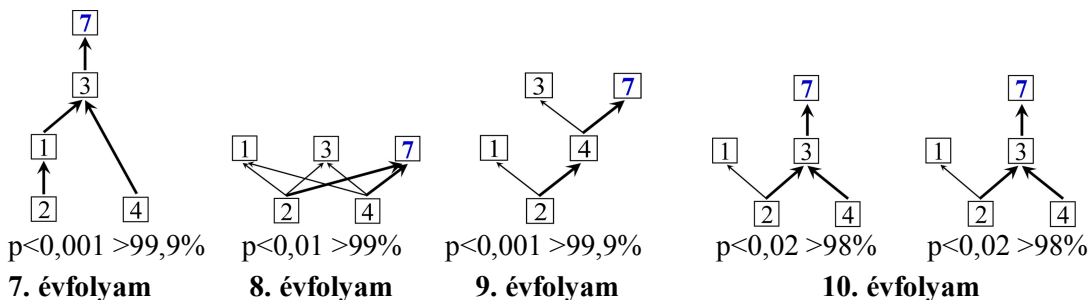 7 7 7
3 3 7
1 3 7 4 1 3 1 3
1
2 4 2 4 2 2 4 2 4
p<0,001 >99,9% p<0,01 >99% p<0,001 >99,9% p<0,02 >98% p<0,02 >98%
7. évfolyam 8. évfolyam 9. évfolyam 10. évfolyam